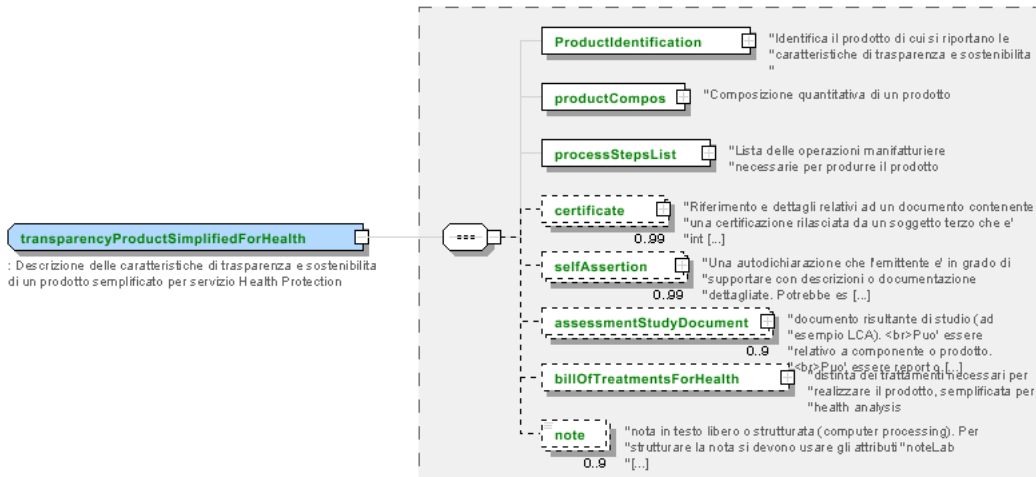 ProductIdentification
"Identifica il prodotto di cui si riportano le
"caratteristiche di trasparenza e sostenibilita
"
productCompos
"Composizione quantitativa di un prodotto
processStepsList
"Lista delle operazioni manifatturiere
"necessarie per produrre il prodotto
certificate
0..99
"Riferimento e dettagli relativi ad un documento contenente
"una certificazione rilasciata da un soggetto terzo che e'
"int [...]
transparencyProductSimplifiedForHealth
: Descrizione delle caratteristiche di trasparenza e sostenibilita
di un prodotto semplificato per servizio Health Protection
selfAssertion
0..99
"Una autodichiarazione che l'emittente e' in grado di
"supportare con descrizioni o documentazione
"dettagliate. Potrebbe es [...]
assessmentStudyDocument
0..9
"documento risultante di studio (ad
"esempio LCA). <br>Puo' essere
"relativo a componente o prodotto.
"<br>Puo' essere report o [...]
billOfTreatmentsForHealth
"distinta dei trattamenti necessari per
"realizzare il prodotto, semplificata per
"health analysis
note
0..9
"nota in testo libero o strutturata (computer processing). Per
"strutturare la nota si devono usare gli attributi "noteLab
"[...]